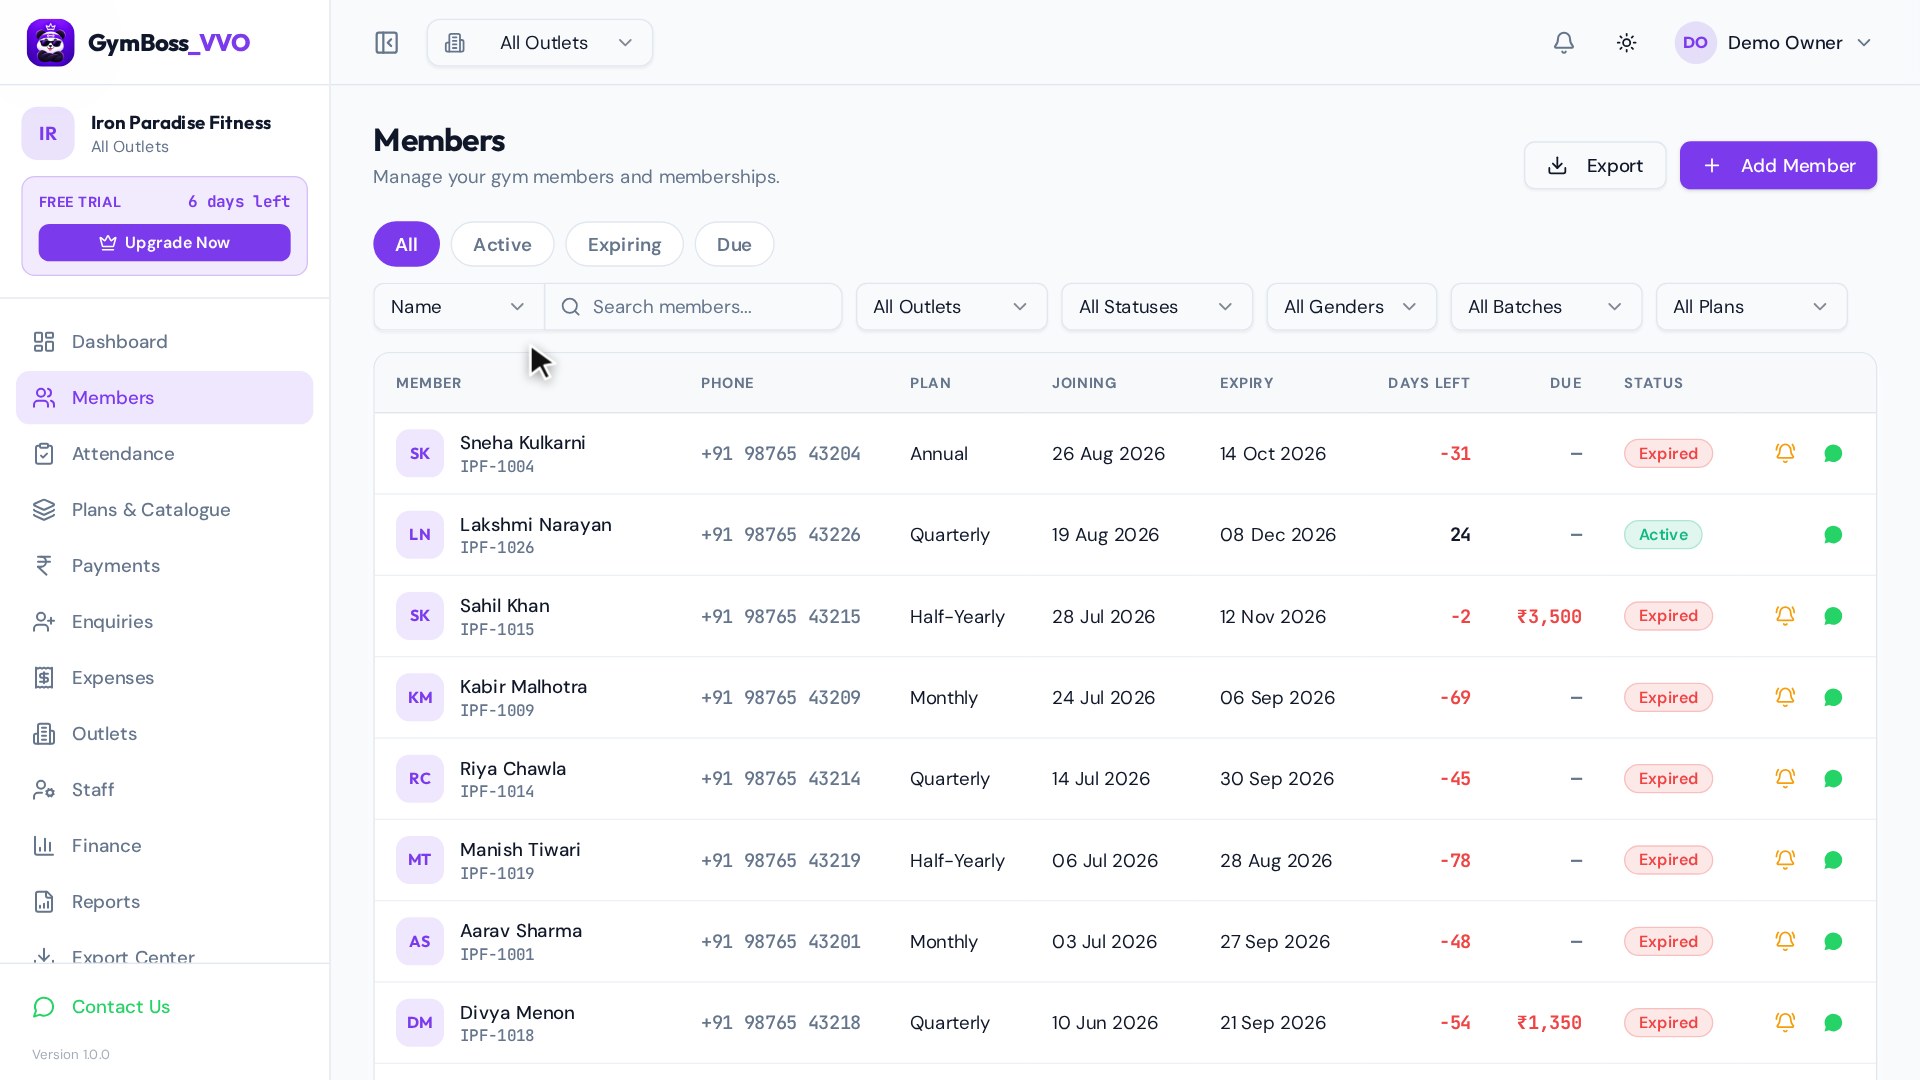 GymBoss_VVO
All Outlets
DO Demo Owner
IR Iron Paradise Fitness
All Outlets
FREE TRIAL 6 days left
Upgrade Now
Dashboard
Members
Attendance
Plans & Catalogue
Payments
Enquiries
Expenses
Outlets
Staff
Finance
Reports
Export Center
Contact Us
Version 1.0.0
Members
Manage your gym members and memberships.
Export
Add Member
All Active Expiring Due
Name Search members... All Outlets All Statuses All Genders All Batches All Plans
MEMBER PHONE PLAN JOINING EXPIRY DAYS LEFT DUE STATUS
SK Sneha Kulkarni +91 98765 43204 Annual 26 Aug 2026 14 Oct 2026 -31 – Expired
IPF-1004
LN Lakshmi Narayan +91 98765 43226 Quarterly 19 Aug 2026 08 Dec 2026 24 – Active
IPF-1026
SK Sahil Khan +91 98765 43215 Half-Yearly 28 Jul 2026 12 Nov 2026 -2 ₹3,500 Expired
IPF-1015
KM Kabir Malhotra +91 98765 43209 Monthly 24 Jul 2026 06 Sep 2026 -69 – Expired
IPF-1009
RC Riya Chawla +91 98765 43214 Quarterly 14 Jul 2026 30 Sep 2026 -45 – Expired
IPF-1014
MT Manish Tiwari +91 98765 43219 Half-Yearly 06 Jul 2026 28 Aug 2026 -78 – Expired
IPF-1019
AS Aarav Sharma +91 98765 43201 Monthly 03 Jul 2026 27 Sep 2026 -48 – Expired
IPF-1001
DM Divya Menon +91 98765 43218 Quarterly 10 Jun 2026 21 Sep 2026 -54 ₹1,350 Expired
IPF-1018